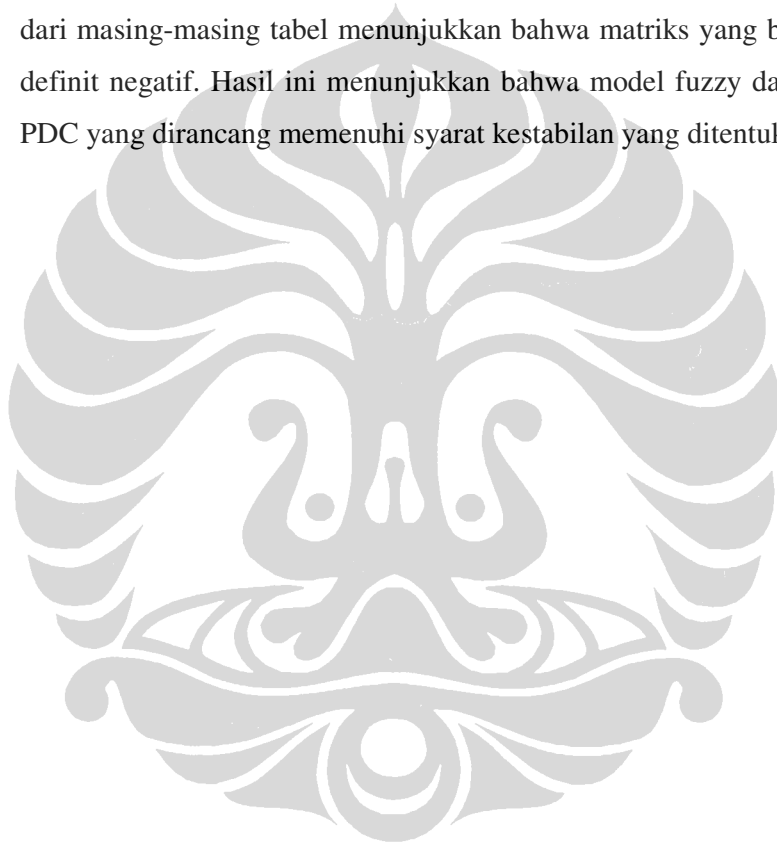 dari masing-masing tabel menunjukkan bahwa matriks yang b
definit negatif. Hasil ini menunjukkan bahwa model fuzzy da
PDC yang dirancang memenuhi syarat kestabilan yang ditentuk